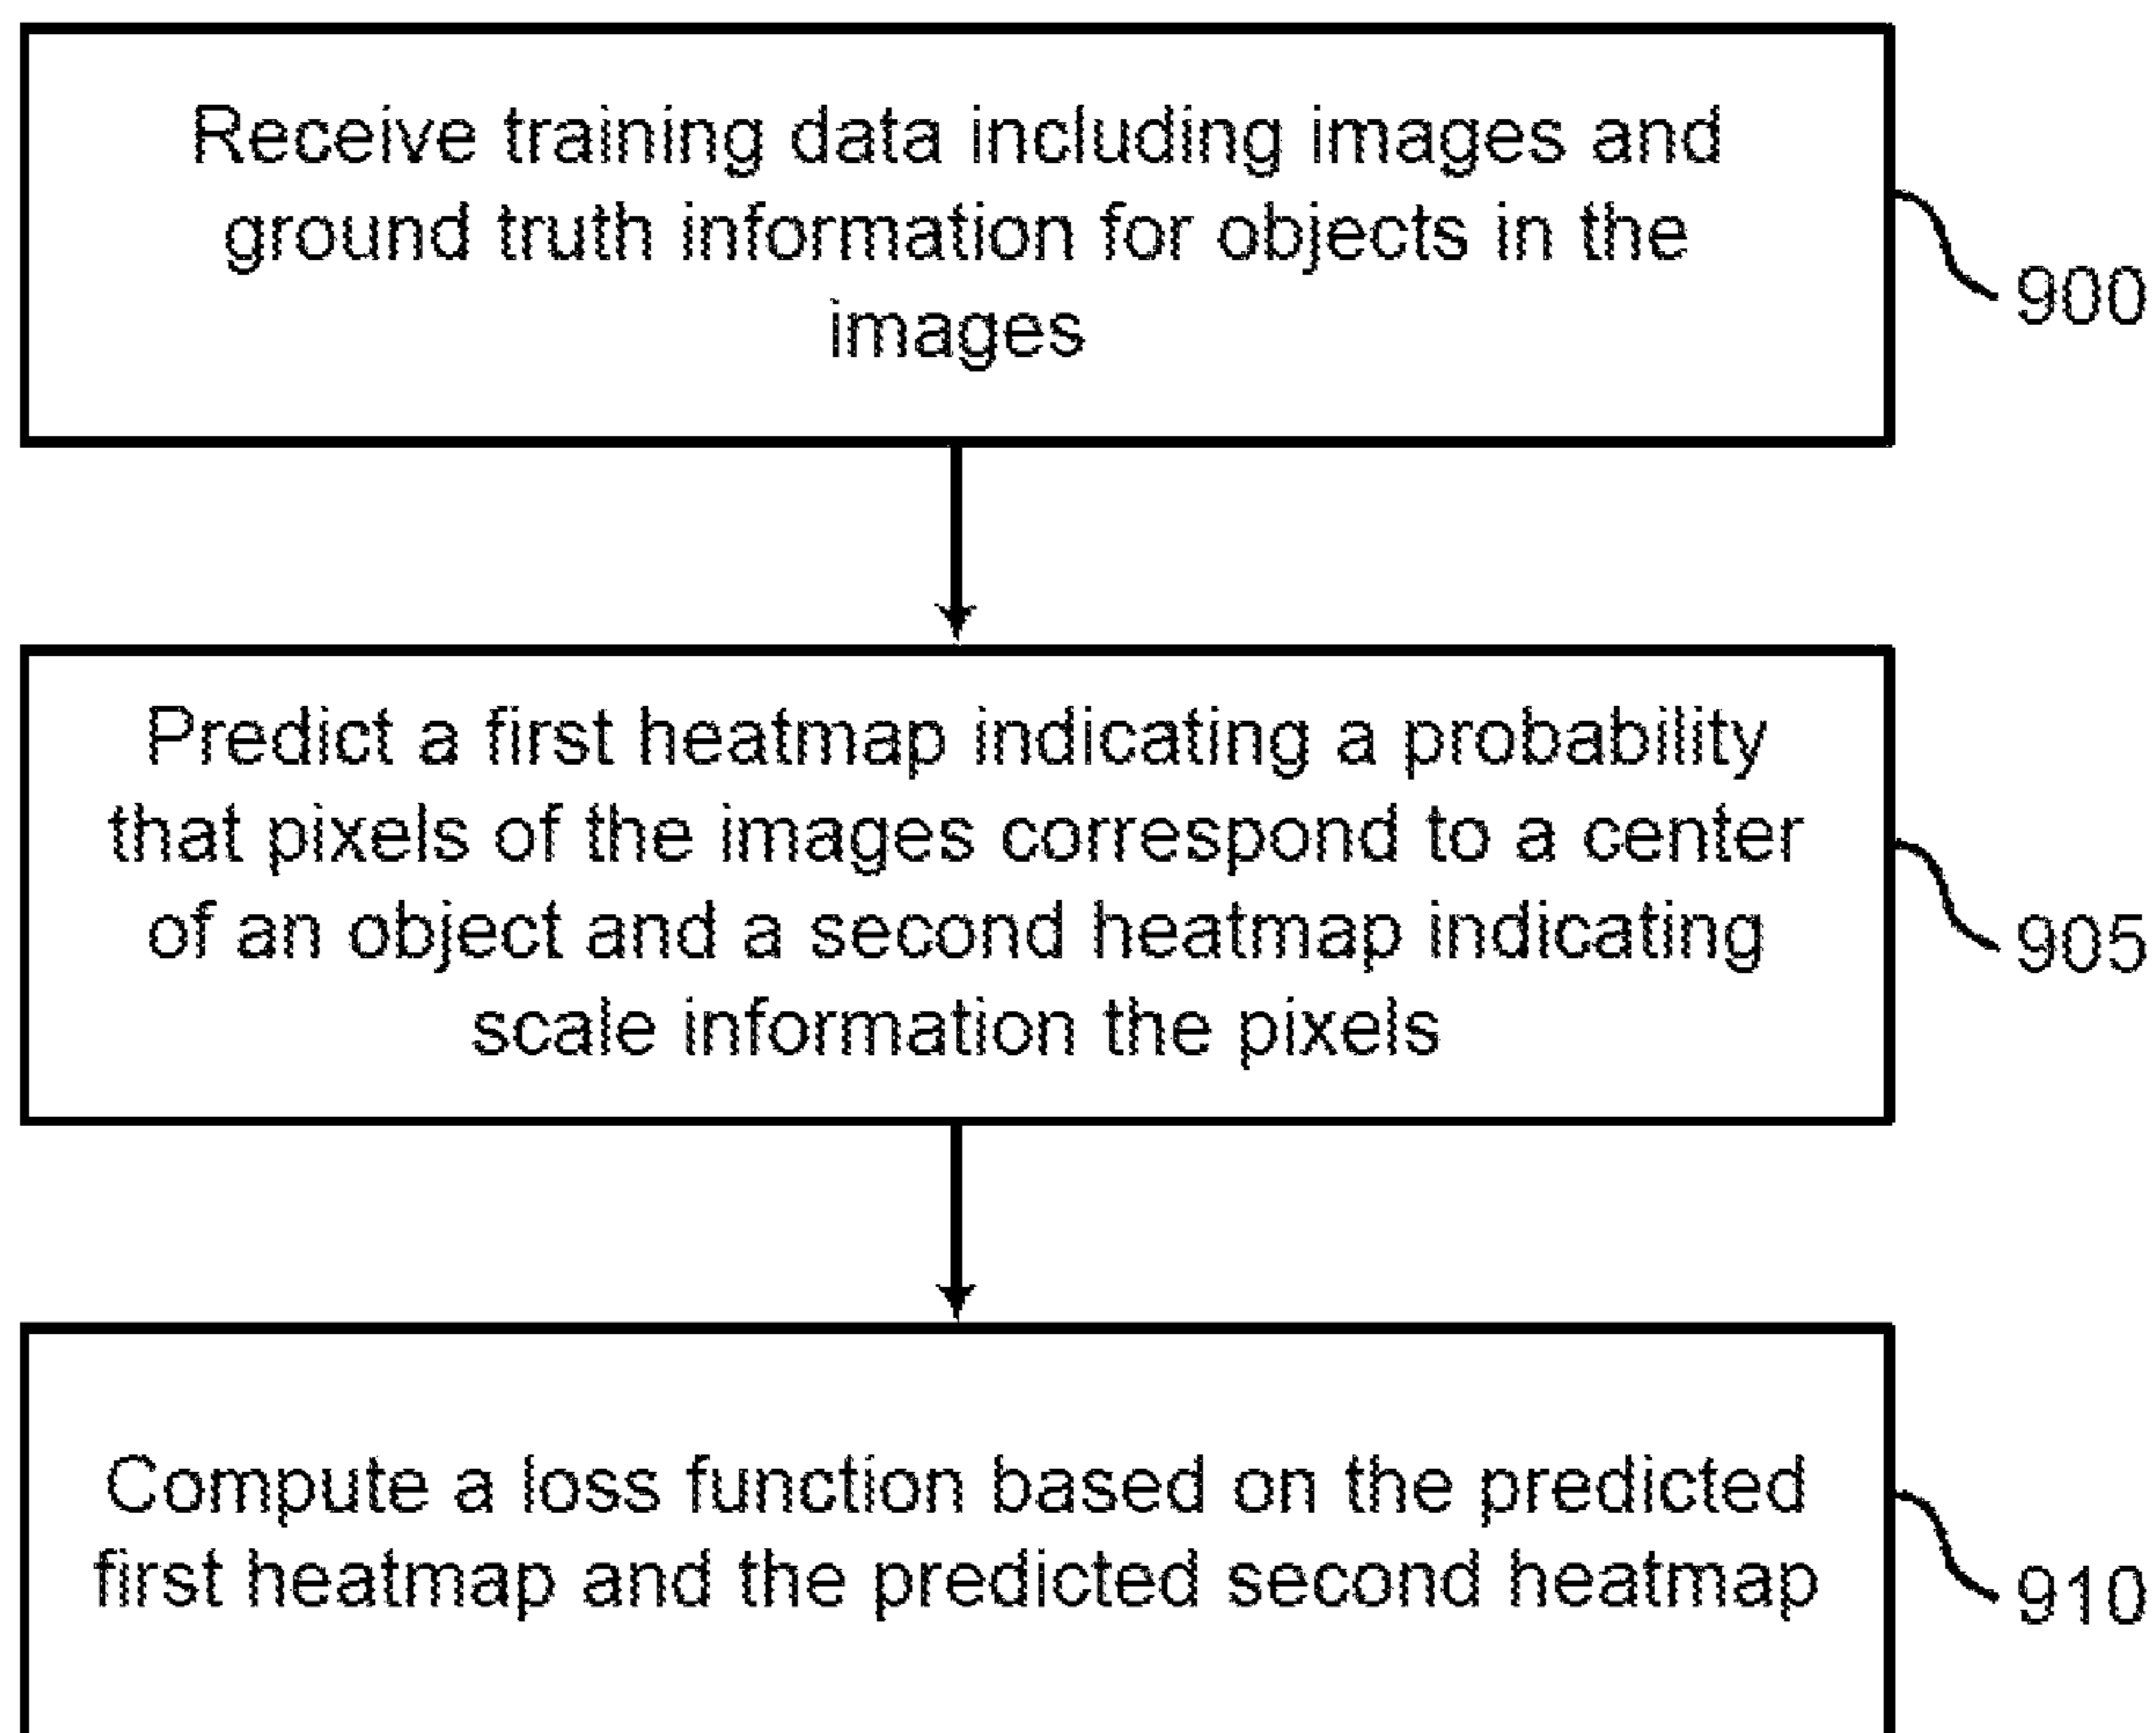 Receive training data including images and
ground truth information for objects in the
images
900
Predict a first heatmap indicating a probability
that pixels of the images correspond to a center
of an object and a second heatmap indicating
scale information the pixels
905
Compute a loss function based on the predicted
first heatmap and the predicted second heatmap
910